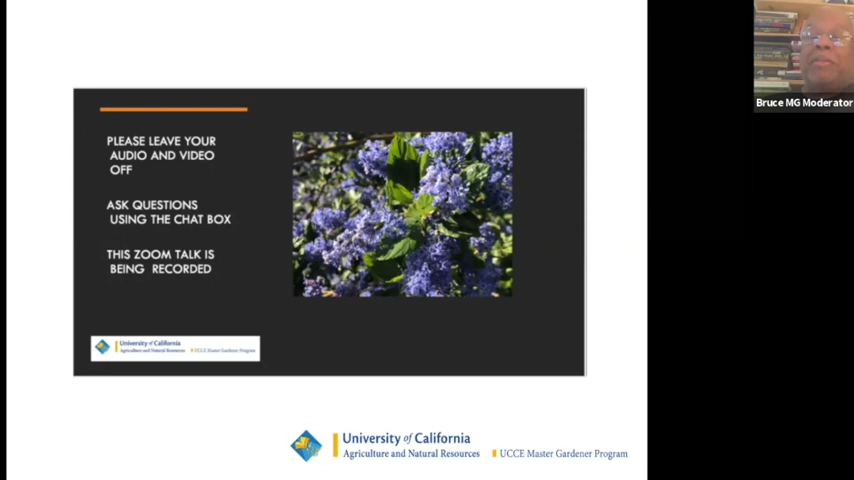 PLEASE LEAVE YOUR
AUDIO AND VIDEO
OFF
ASK QUESTIONS
USING THE CHAT BOX
THIS ZOOM TALK IS
BEING RECORDED
University of California
Agriculture and Natural Resources UCCE Master Gardener Program
University of California
Agriculture and Natural Resources UCCE Master Gardener Program
Bruce MG Moderator